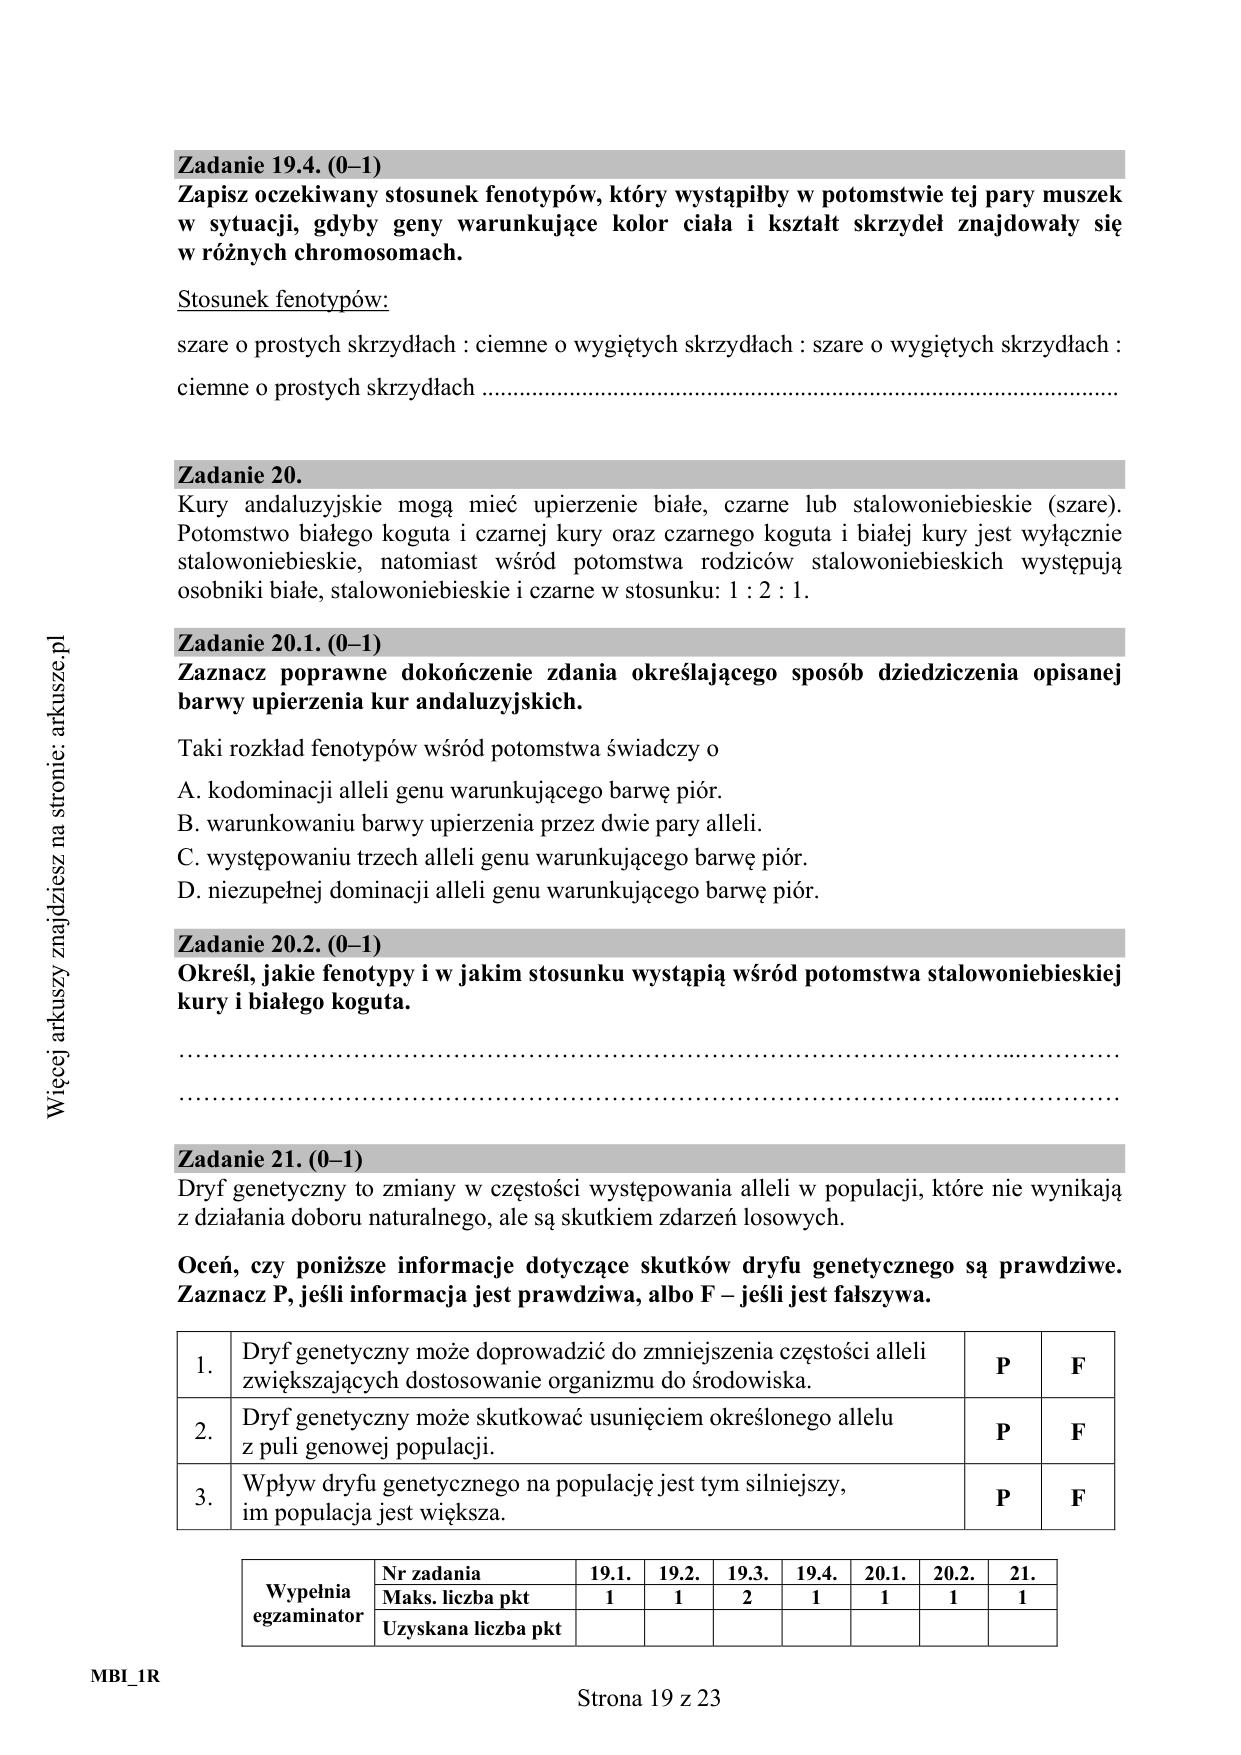 Zadanie 19.4. (0–1)
Zapisz oczekiwany stosunek fenotypów, który wystąpiłby w potomstwie tej pary muszek
w sytuacji, gdyby geny warunkujące kolor ciała i kształt skrzydeł znajdowały się
w różnych chromosomach.
Stosunek fenotypów:
szare o prostych skrzydłach : ciemne o wygiętych skrzydłach : szare o wygiętych skrzydłach :
ciemne o prostych skrzydłach ......................................................................................................
Zadanie 20.
Kury andaluzyjskie mogą mieć upierzenie białe, czarne lub stalowoniebieskie (szare).
Potomstwo białego koguta i czarnej kury oraz czarnego koguta i białej kury jest wyłącznie
stalowoniebieskie, natomiast wśród potomstwa rodziców stalowoniebieskich występują
osobniki białe, stalowoniebieskie i czarne w stosunku: 1 : 2 : 1.
Zadanie 20.1. (0–1)
Zaznacz poprawne dokończenie zdania określającego sposób dziedziczenia opisanej
barwy upierzenia kur andaluzyjskich.
Taki rozkład fenotypów wśród potomstwa świadczy o
A. kodominacji alleli genu warunkującego barwę piór.
B. warunkowaniu barwy upierzenia przez dwie pary alleli.
C. występowaniu trzech alleli genu warunkującego barwę piór.
D. niezupełnej dominacji alleli genu warunkującego barwę piór.
Zadanie 20.2. (0–1)
Określ, jakie fenotypy i w jakim stosunku wystąpią wśród potomstwa stalowoniebieskiej
kury i białego koguta.
………………………………………………………………………………………...…………
……………………………………………………………………………………...……………
Zadanie 21. (0–1)
Dryf genetyczny to zmiany w częstości występowania alleli w populacji, które nie wynikają
z działania doboru naturalnego, ale są skutkiem zdarzeń losowych.
Oceń, czy poniższe informacje dotyczące skutków dryfu genetycznego są prawdziwe.
Zaznacz P, jeśli informacja jest prawdziwa, albo F – jeśli jest fałszywa.
1. Dryf genetyczny może doprowadzić do zmniejszenia częstości alleli
zwiększających dostosowanie organizmu do środowiska. P F
2. Dryf genetyczny może skutkować usunięciem określonego allelu
z puli genowej populacji. P F
3. Wpływ dryfu genetycznego na populację jest tym silniejszy,
im populacja jest większa. P F
Wypełnia egzaminator
Nr zadania 19.1. 19.2. 19.3. 19.4. 20.1. 20.2. 21.
Maks. liczba pkt 1 1 2 1 1 1 1
Uzyskana liczba pkt
MBI_1R
Strona 19 z 23
Więcej arkuszy znajdziesz na stronie: arkusze.pl